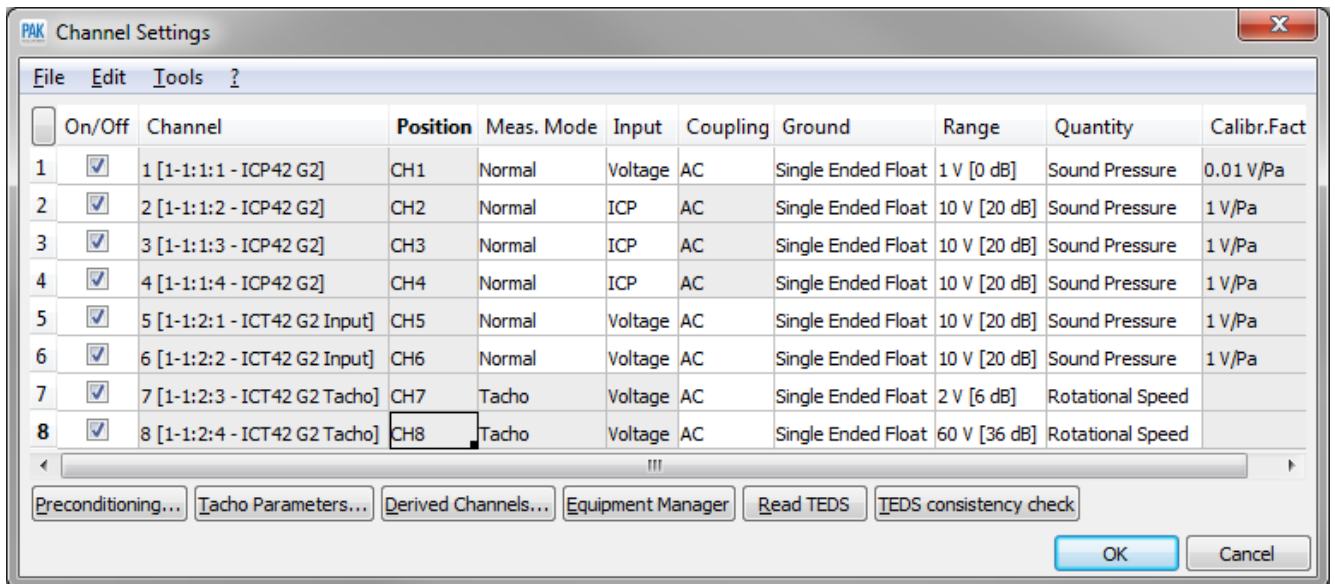 PAK Channel Settings
File Edit Tools ?
On/Off Channel Position Meas. Mode Input Coupling Ground Range Quantity Calibr.Fact
1 1 [1-1:1:1 - ICP42 G2] CH1 Normal Voltage AC Single Ended Float 1 V [0 dB] Sound Pressure 0.01 V/Pa
2 2 [1-1:1:2 - ICP42 G2] CH2 Normal ICP AC Single Ended Float 10 V [20 dB] Sound Pressure 1 V/Pa
3 3 [1-1:1:3 - ICP42 G2] CH3 Normal ICP AC Single Ended Float 10 V [20 dB] Sound Pressure 1 V/Pa
4 4 [1-1:1:4 - ICP42 G2] CH4 Normal ICP AC Single Ended Float 10 V [20 dB] Sound Pressure 1 V/Pa
5 5 [1-1:2:1 - ICT42 G2 Input] CH5 Normal Voltage AC Single Ended Float 10 V [20 dB] Sound Pressure 1 V/Pa
6 6 [1-1:2:2 - ICT42 G2 Input] CH6 Normal Voltage AC Single Ended Float 10 V [20 dB] Sound Pressure 1 V/Pa
7 7 [1-1:2:3 - ICT42 G2 Tacho] CH7 Tacho Voltage AC Single Ended Float 2 V [6 dB] Rotational Speed
8 8 [1-1:2:4 - ICT42 G2 Tacho] CH8 Tacho Voltage AC Single Ended Float 60 V [36 dB] Rotational Speed
Preconditioning... Tacho Parameters... Derived Channels... Equipment Manager Read TEDS TEDS consistency check
OK Cancel